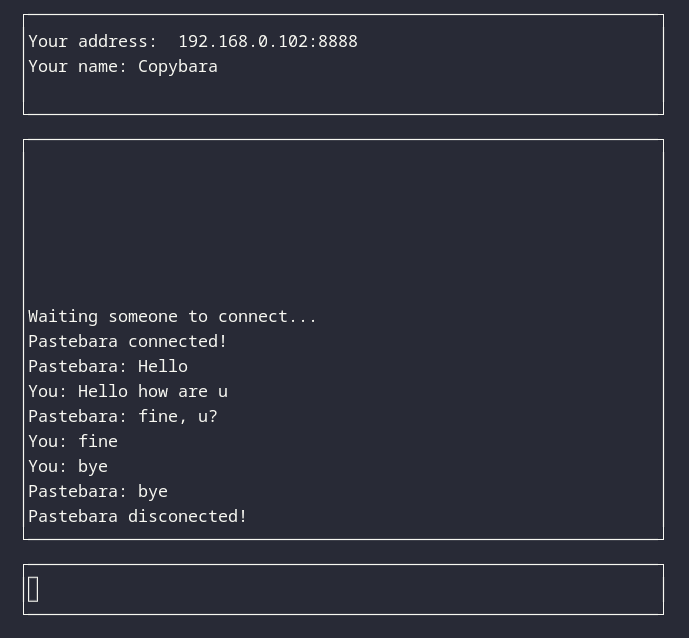 Your address:  192.168.0.102:8888
Your name: Copybara
Waiting someone to connect...
Pastebara connected!
Pastebara: Hello
You: Hello how are u
Pastebara: fine, u?
You: fine
You: bye
Pastebara: bye
Pastebara disconected!